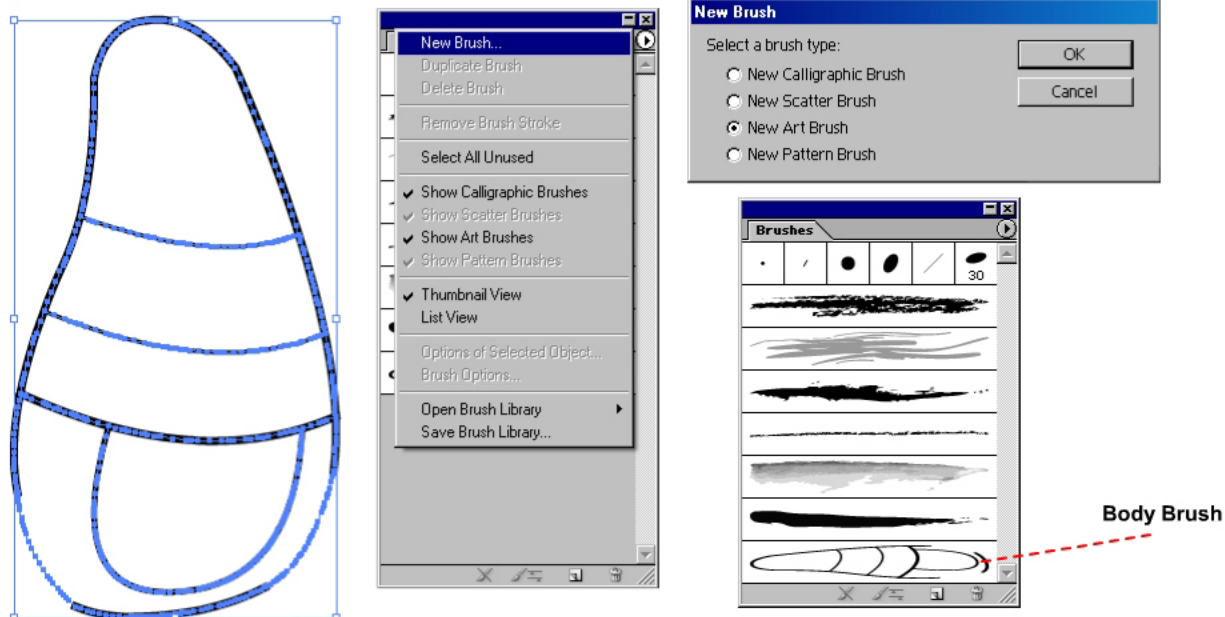 New Brush...
Duplicate Brush
Delete Brush
Remove Brush Stroke
Select All Unused
Show Calligraphic Brushes
Show Scatter Brushes
Show Art Brushes
Show Pattern Brushes
Thumbnail View
List View
Options of Selected Object...
Brush Options...
Open Brush Library
Save Brush Library...
New Brush
Select a brush type:
OK
New Calligraphic Brush
Cancel
New Scatter Brush
New Art Brush
New Pattern Brush
Brushes
30
Body Brush